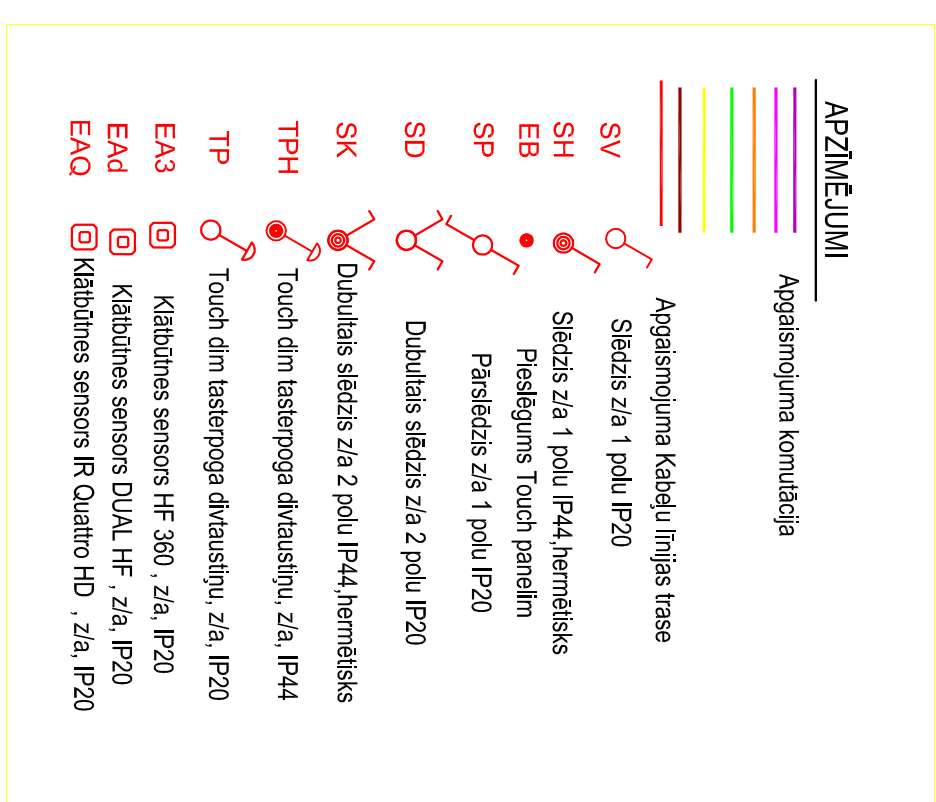 APZĪMĒJUMI
Apgaismojuma komutācija
Apgaismojuma Kabeļu līnijas trase
SV Slēdzis z/a 1 polu IP20
SH Slēdzis z/a 1 polu IP44,hermētisks
EB Pieslēgums Touch panelim
SP Pārslēdzis z/a 1 polu IP20
SD Dubultais slēdzis z/a 2 polu IP20
SK Dubultais slēdzis z/a 2 polu IP44,hermētisks
TPH Touch dim tasterpoga divtaustiņu, z/a, IP44
TP Touch dim tasterpoga divtaustiņu, z/a, IP20
EA3 Klātbūtnes sensors HF 360 , z/a, IP20
EAd Klātbūtnes sensors DUAL HF , z/a, IP20
EAQ Klātbūtnes sensors IR Quattro HD , z/a, IP20